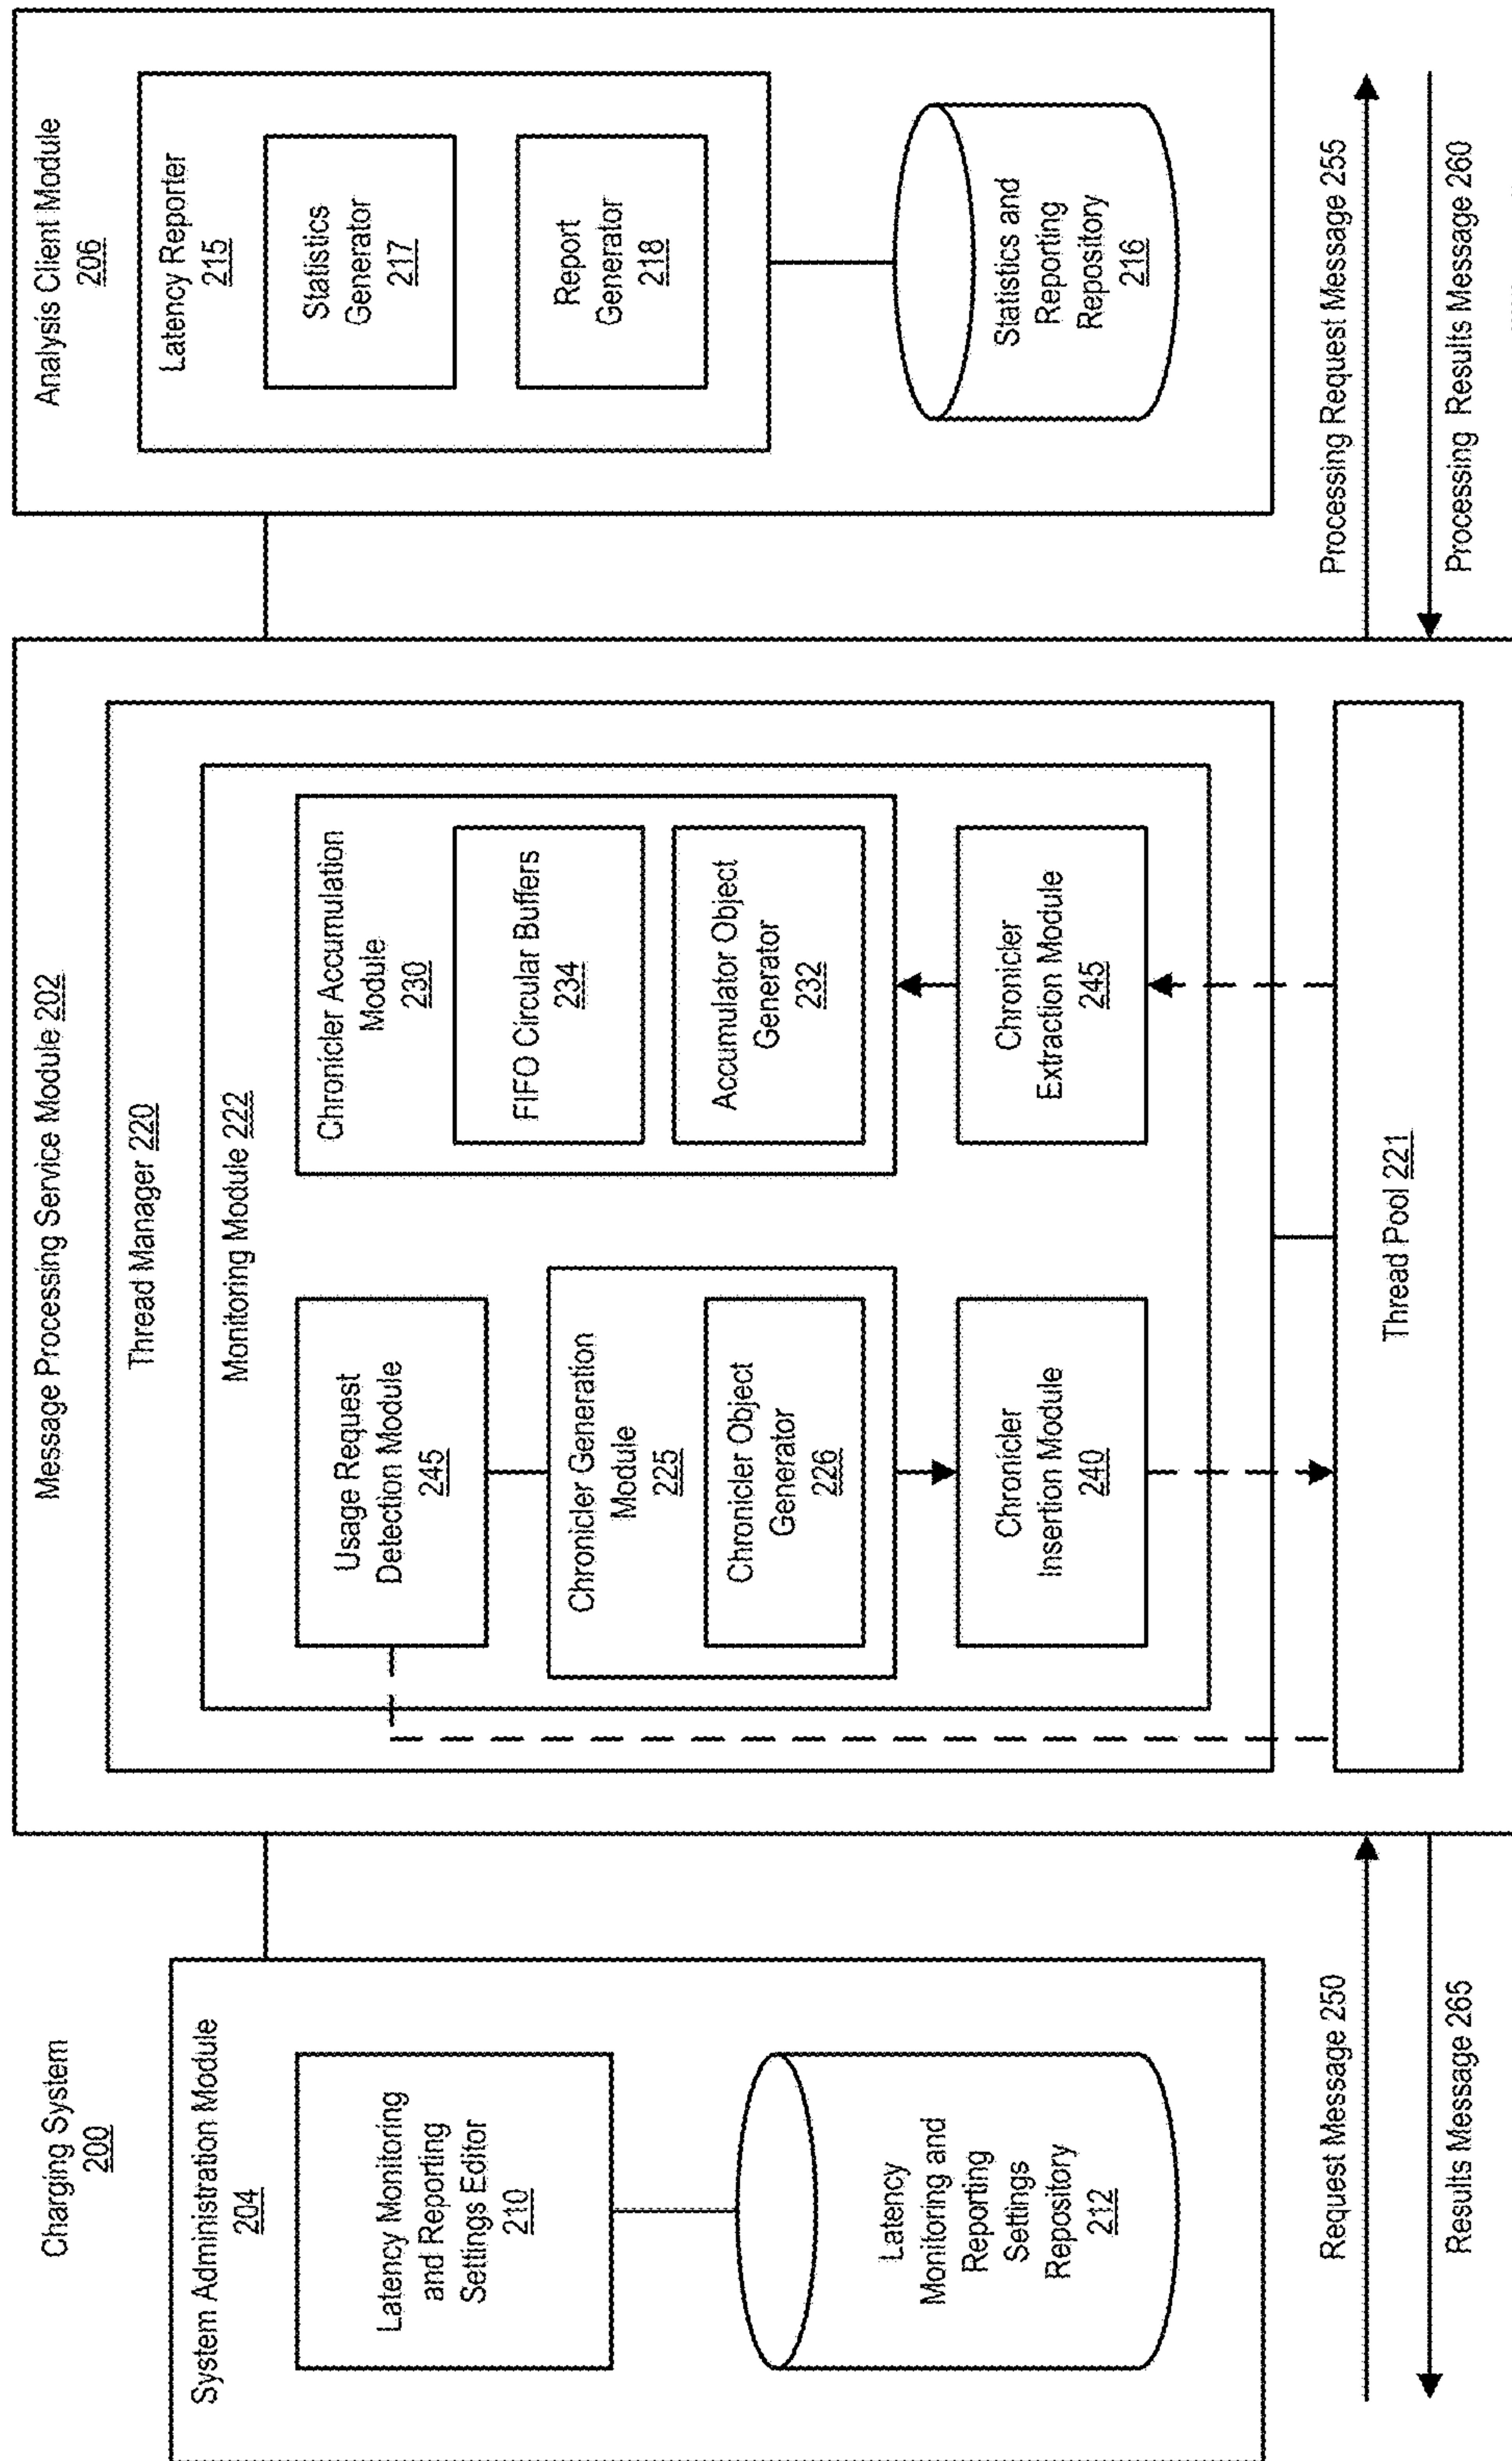 Charging System
200
System Administration Module
204
Latency Monitoring
and Reporting
Settings Editor
210
Latency
Monitoring and
Reporting
Settings
Repository
212
Request Message 250
Results Message 265
Message Processing Service Module 202
Thread Manager 220
Monitoring Module 222
Usage Request
Detection Module
245
Chronicler Generation
Module
225
Chronicler Object
Generator
226
Chronicler
Insertion Module
240
Chronicler Accumulation
Module
230
FIFO Circular Buffers
234
Accumulator Object
Generator
232
Chronicler
Extraction Module
245
Thread Pool 221
Analysis Client Module
206
Latency Reporter
215
Statistics
Generator
217
Report
Generator
218
Statistics and
Reporting
Repository
216
Processing Request Message 255
Processing Results Message 260